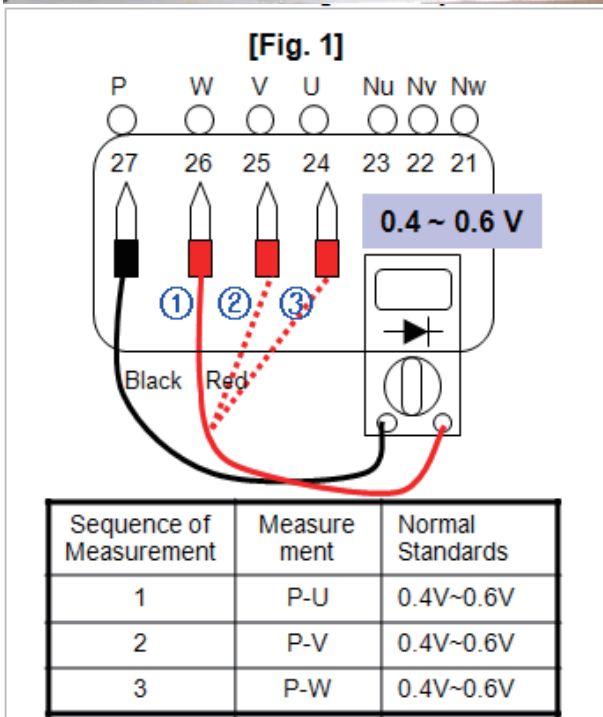 [Fig. 1]
P W V U Nu Nv Nw
27 26 25 24 23 22 21
0.4 ~ 0.6 V
① ② ③
Black Red
Sequence of Measurement Measure ment Normal Standards
1 P-U 0.4V~0.6V
2 P-V 0.4V~0.6V
3 P-W 0.4V~0.6V